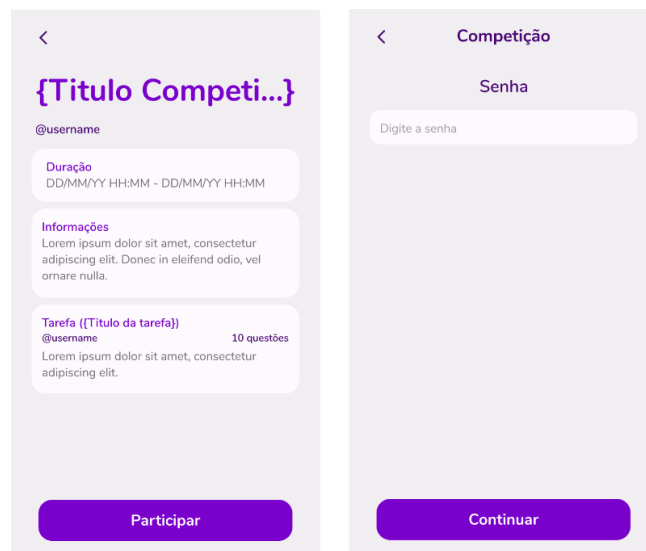 {Titulo Competi...}
@username
Duração
DD/MM/YY HH:MM - DD/MM/YY HH:MM
Informações
Lorem ipsum dolor sit amet, consectetur
adipiscing elit. Donec in eleifend odio, vel
ornare nulla.
Tarefa ({Titulo da tarefa})
@username 10 questões
Lorem ipsum dolor sit amet, consectetur
adipiscing elit.
Participar
Competição
Senha
Digite a senha
Continuar